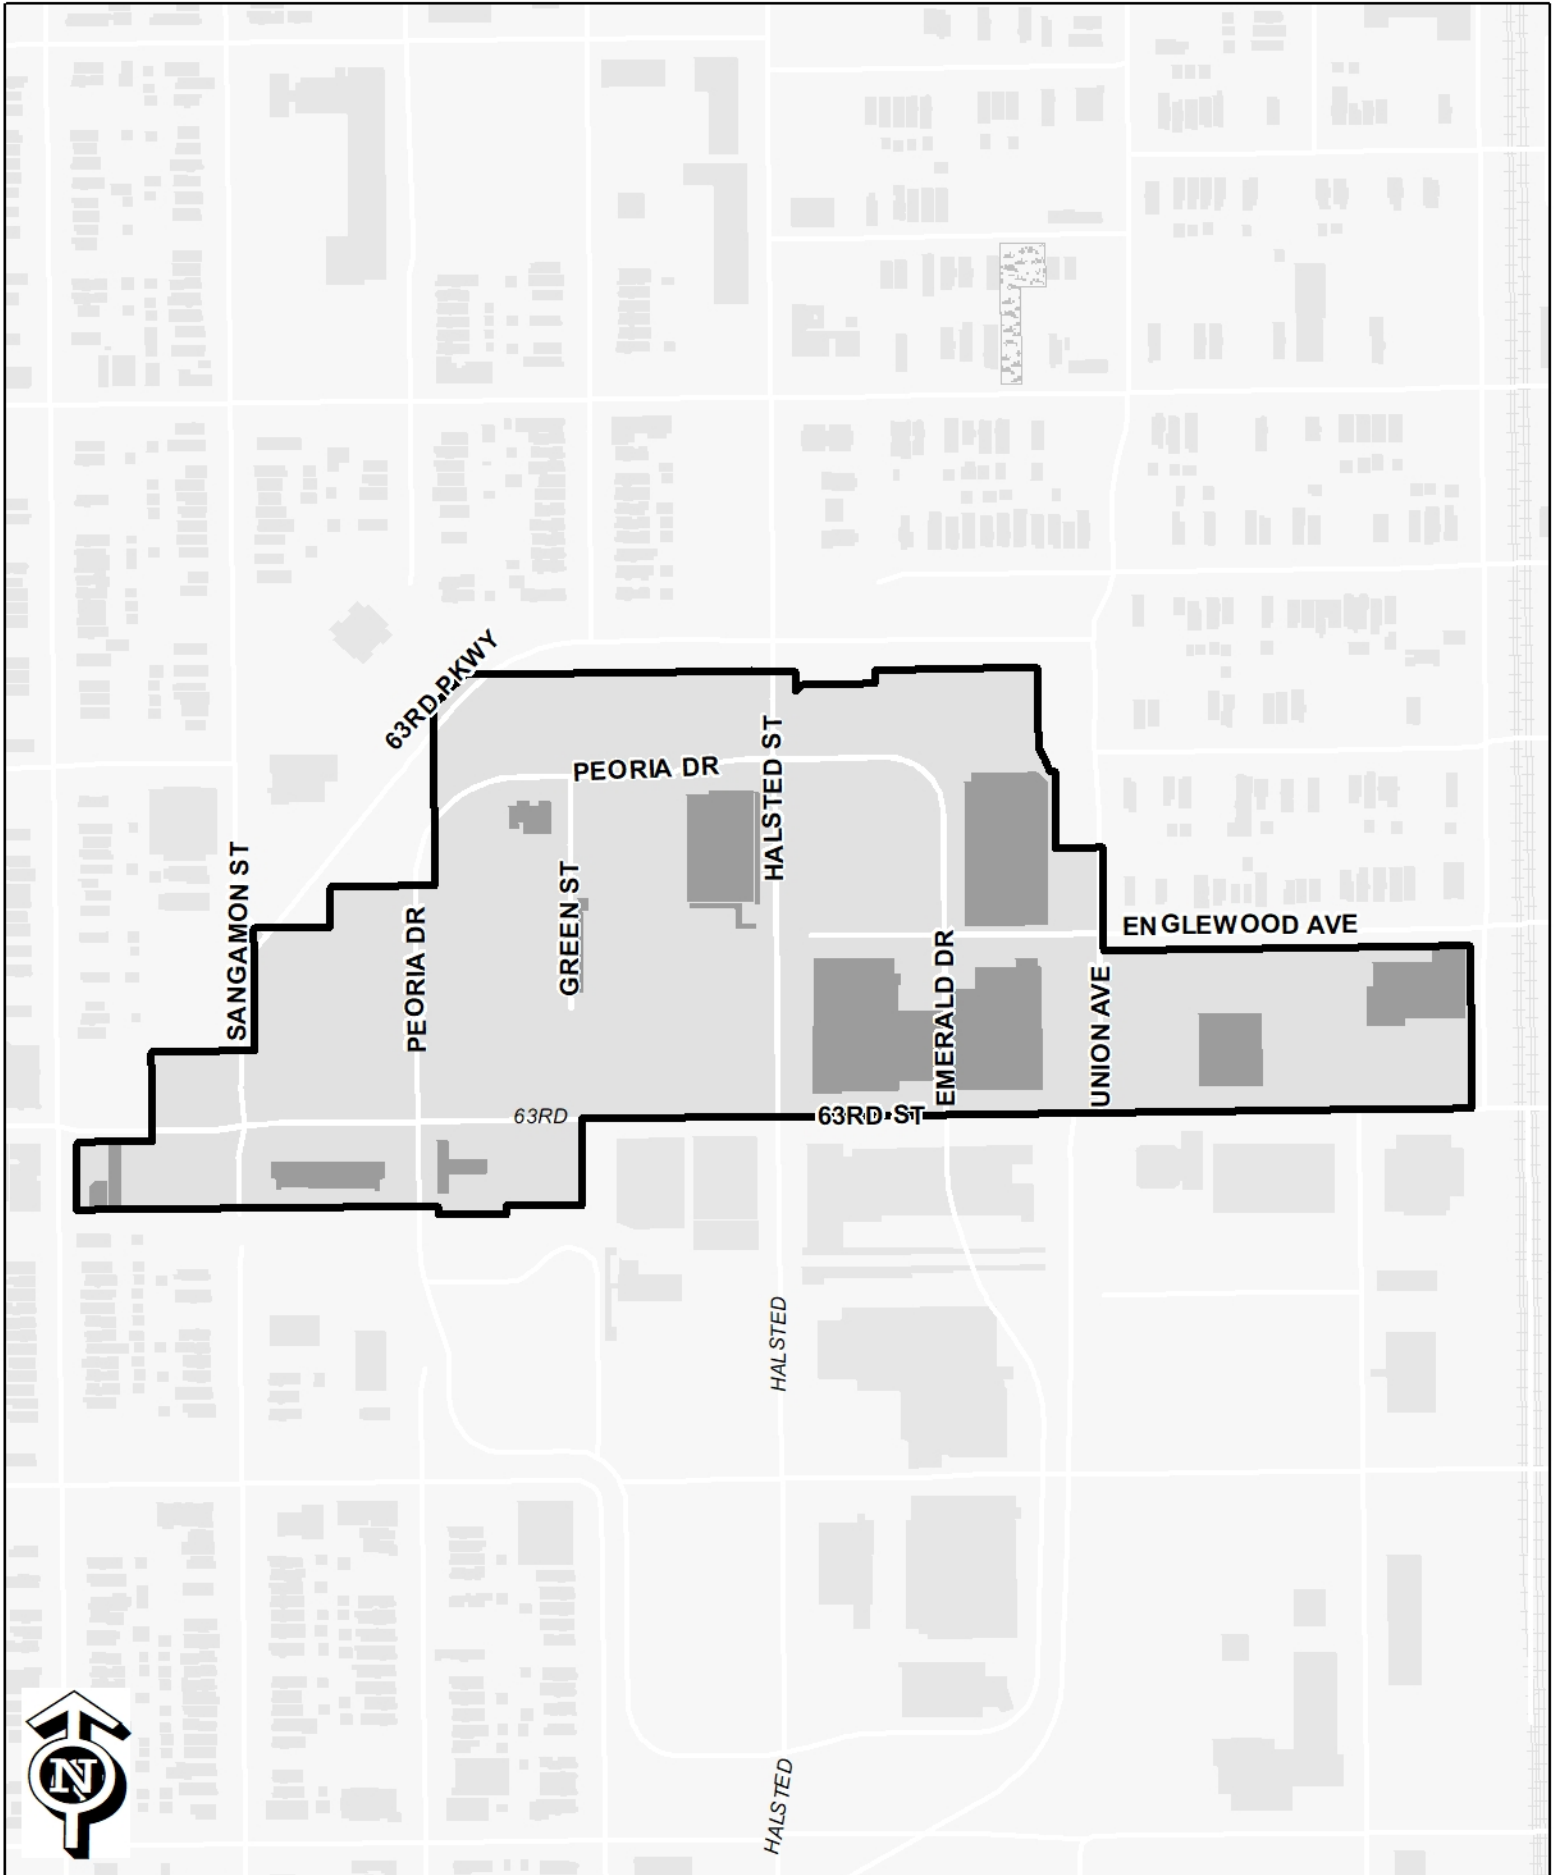 63RD PKWY
PEORIA DR
HALSTED ST
SANGAMON ST
GREEN ST
PEORIA DR
ENGLEWOOD AVE
EMERALD DR
UNION AVE
63RD
63RD ST
HALSTED
N
HALSTED